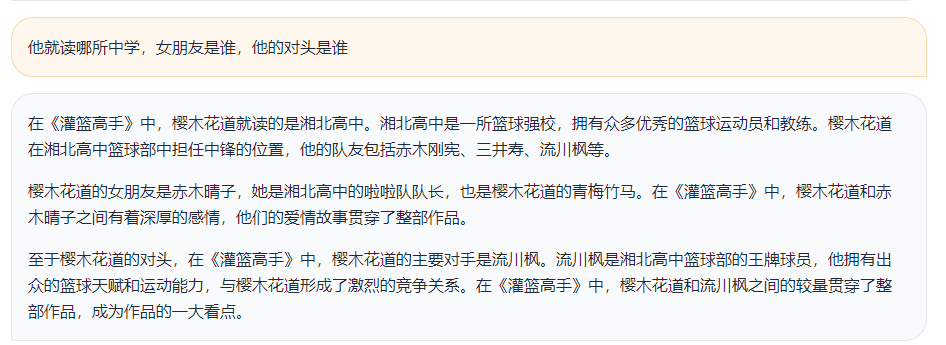 他就读哪所中学，女朋友是谁，他的对头是谁
在《灌篮高手》中，樱木花道就读的是湘北高中。湘北高中是一所篮球强校，拥有众多优秀的篮球运动员和教练。樱木花道
在湘北高中篮球部中担任中锋的位置，他的队友包括赤木刚宪、三井寿、流川枫等。
樱木花道的女朋友是赤木晴子，她是湘北高中的啦啦队队长，也是樱木花道的青梅竹马。在《灌篮高手》中，樱木花道和赤
木晴子之间有着深厚的感情，他们的爱情故事贯穿了整部作品。
至于樱木花道的对头，在《灌篮高手》中，樱木花道的主要对手是流川枫。流川枫是湘北高中篮球部的王牌球员，他拥有出
众的篮球天赋和运动能力，与樱木花道形成了激烈的竞争关系。在《灌篮高手》中，樱木花道和流川枫之间的较量贯穿了整
部作品，成为作品的一大看点。